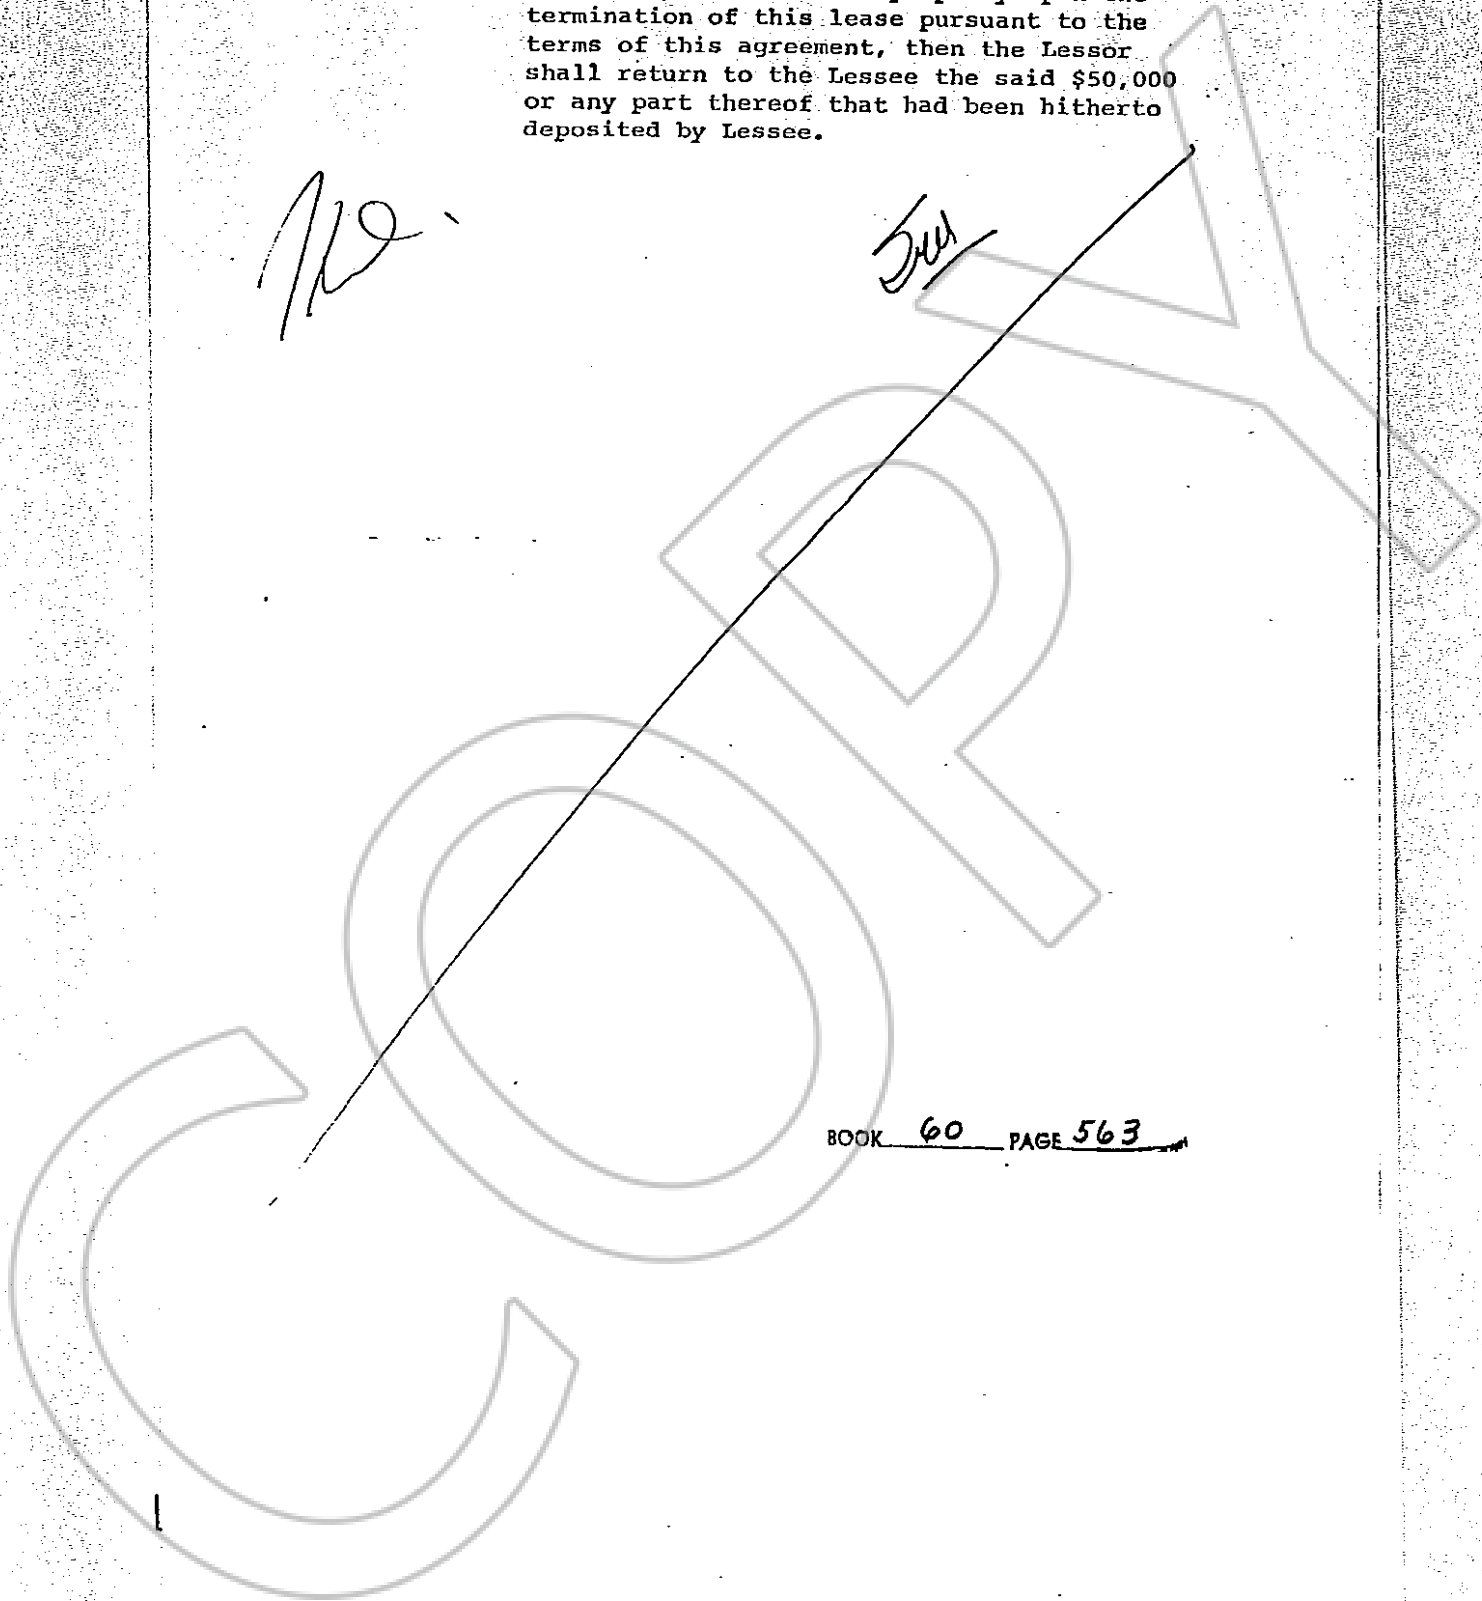 termination of this lease pursuant to the
terms of this agreement, then the Lessor
shall return to the Lessee the said $50,000
or any part thereof that had been hitherto
deposited by Lessee.
COPY
BOOK 60 PAGE 563